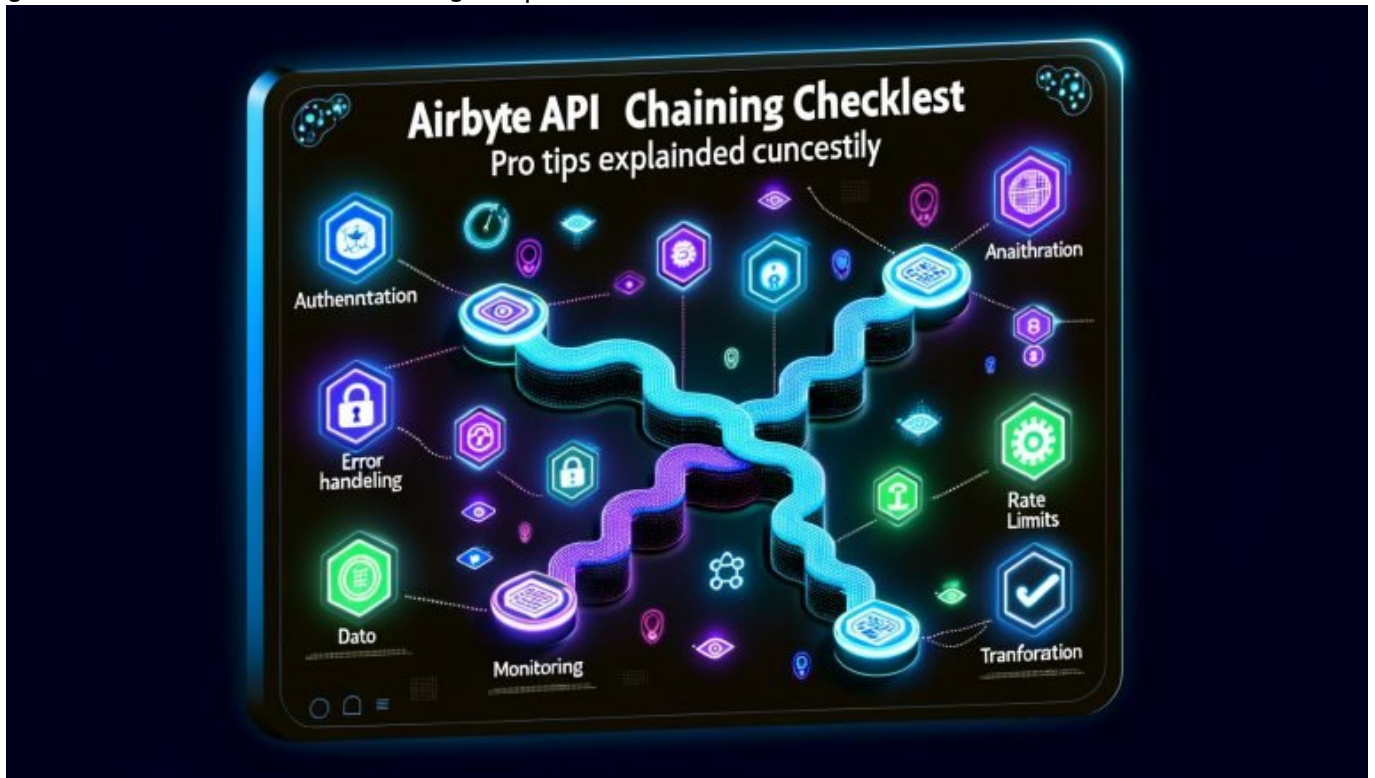 Airbyte API Chaining Checklest
Pro tips explainded cuncestily
Authenntation
Anaithration
Error
handeling
Rate
Limits
Dato
Monitoring
Tranforation